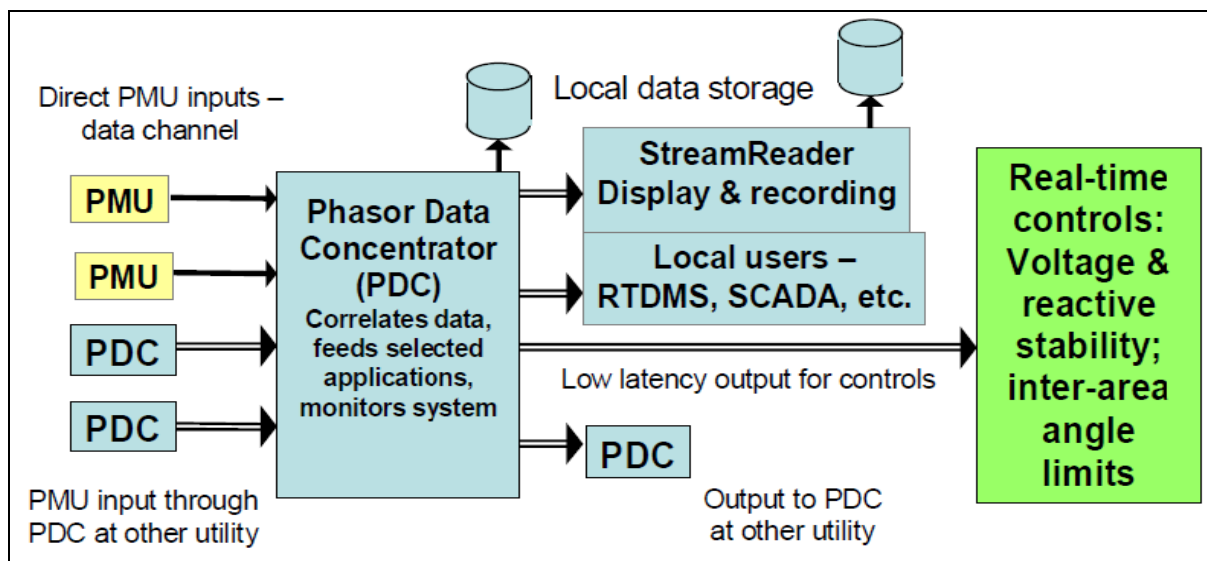 Direct PMU inputs –
data channel
PMU
PMU
PDC
PDC
PMU input through
PDC at other utility
Phasor Data
Concentrator
(PDC)
Correlates data,
feeds selected
applications,
monitors system
Local data storage
StreamReader
Display & recording
Local users –
RTDMS, SCADA, etc.
Low latency output for controls
PDC
Output to PDC
at other utility
Real-time
controls:
Voltage &
reactive
stability;
inter-area
angle
limits